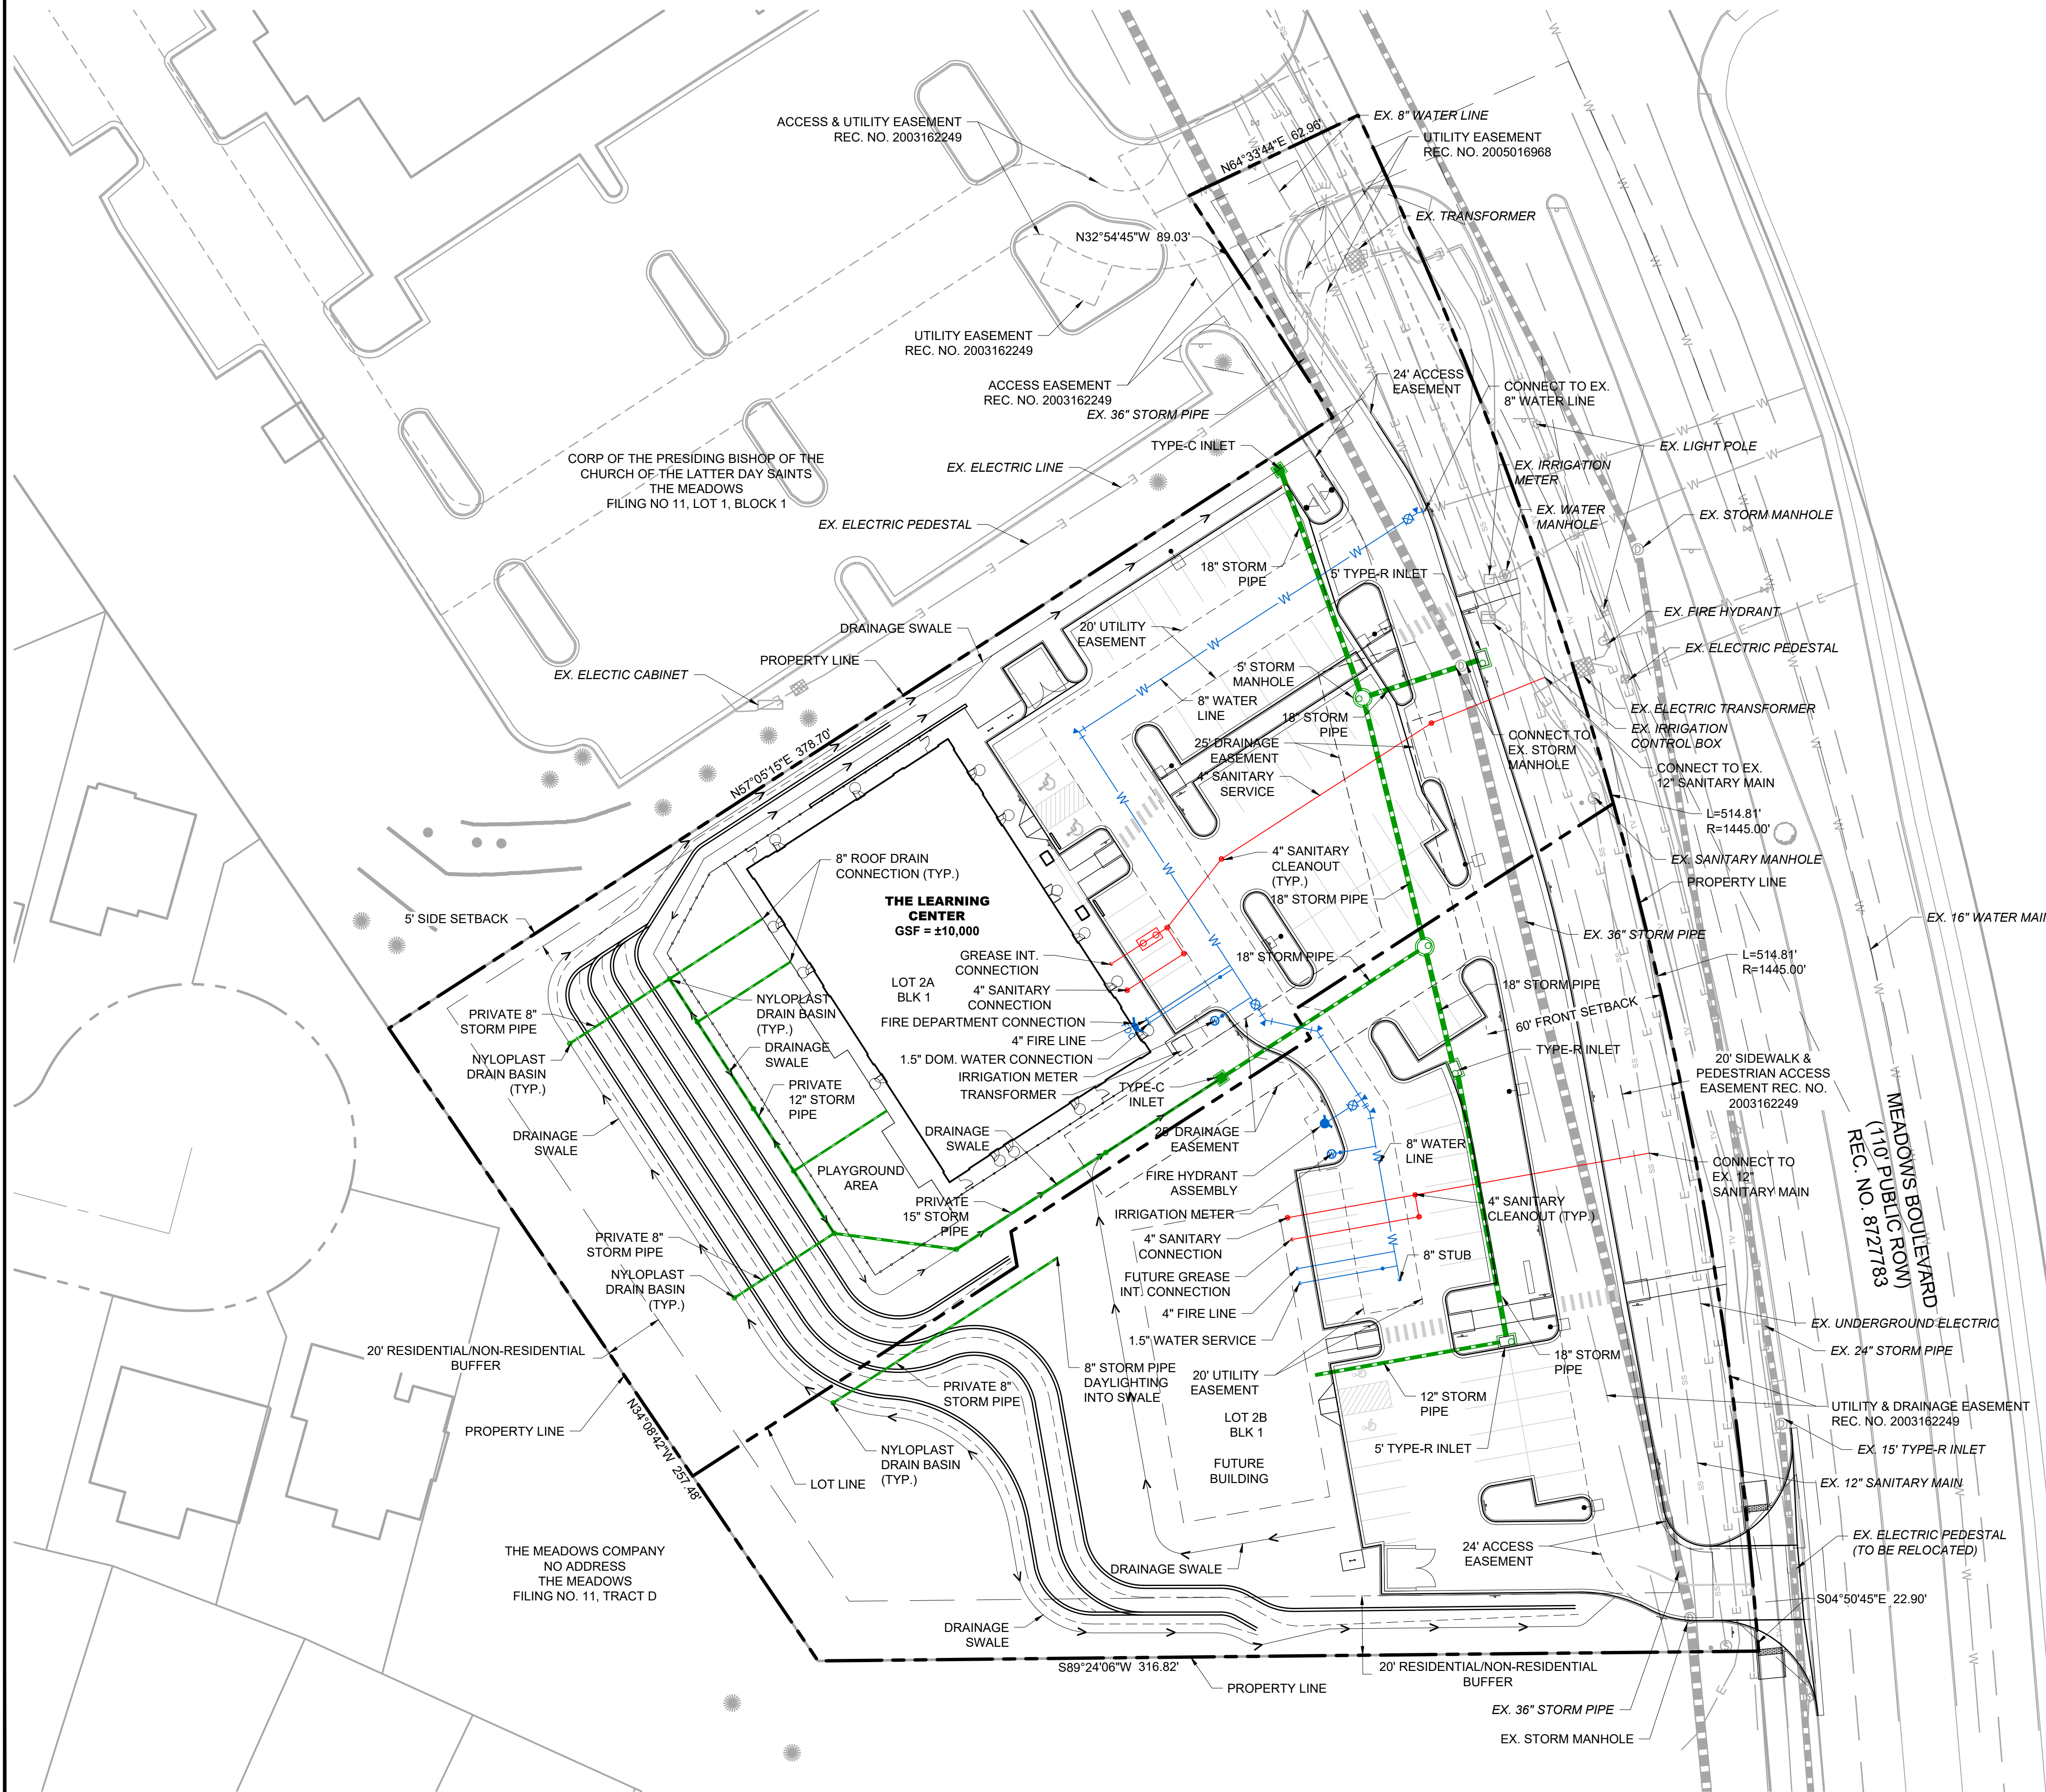 ACCESS & UTILITY EASEMENT
REC. NO. 2003162249
N64°33'44"E 62.96'
EX. 8" WATER LINE
UTILITY EASEMENT
REC. NO. 2005016968
EX. TRANSFORMER
N32°54'45"W 89.03'
UTILITY EASEMENT
REC. NO. 2003162249
ACCESS EASEMENT
REC. NO. 2003162249
EX. 36" STORM PIPE
24' ACCESS
EASEMENT
CONNECT TO EX.
8" WATER LINE
TYPE-C INLET
EX. LIGHT POLE
CORP OF THE PRESIDING BISHOP OF THE
CHURCH OF THE LATTER DAY SAINTS
THE MEADOWS
FILING NO 11, LOT 1, BLOCK 1
EX. ELECTRIC LINE
EX. IRRIGATION
METER
EX. ELECTRIC PEDESTAL
EX. WATER
MANHOLE
EX. STORM MANHOLE
18" STORM
PIPE
5' TYPE-R INLET
EX. FIRE HYDRANT
DRAINAGE SWALE
20' UTILITY
EASEMENT
EX. ELECTRIC PEDESTAL
PROPERTY LINE
EX. ELECTIC CABINET
5' STORM
MANHOLE
8" WATER
LINE
18" STORM
PIPE
EX. ELECTRIC TRANSFORMER
EX. IRRIGATION
CONTROL BOX
N57°05'15"E 378.70'
25' DRAINAGE
EASEMENT
CONNECT TO
EX. STORM
MANHOLE
4" SANITARY
SERVICE
CONNECT TO EX.
12" SANITARY MAIN
L=514.81'
R=1445.00'
8" ROOF DRAIN
CONNECTION (TYP.)
4" SANITARY
CLEANOUT
(TYP.)
EX. SANITARY MANHOLE
PROPERTY LINE
THE LEARNING
CENTER
GSF = ±10,000
18" STORM PIPE
5' SIDE SETBACK
EX. 16" WATER MAIN
EX. 36" STORM PIPE
GREASE INT.
CONNECTION
18" STORM PIPE
L=514.81'
R=1445.00'
LOT 2A
BLK 1
4" SANITARY
CONNECTION
18" STORM PIPE
NYLOPLAST
DRAIN BASIN
(TYP.)
PRIVATE 8"
STORM PIPE
60' FRONT SETBACK
FIRE DEPARTMENT CONNECTION
4" FIRE LINE
DRAINAGE
SWALE
TYPE-R INLET
NYLOPLAST
DRAIN BASIN
(TYP.)
1.5" DOM. WATER CONNECTION
IRRIGATION METER
TRANSFORMER
20' SIDEWALK &
PEDESTRIAN ACCESS
EASEMENT REC. NO.
2003162249
PRIVATE
12" STORM
PIPE
TYPE-C
INLET
MEADOWS BOULEVARD
(110' PUBLIC ROW)
REC. NO. 8727783
DRAINAGE
SWALE
DRAINAGE
SWALE
25' DRAINAGE
EASEMENT
8" WATER
LINE
PLAYGROUND
AREA
FIRE HYDRANT
ASSEMBLY
CONNECT TO
EX. 12"
SANITARY MAIN
PRIVATE
15" STORM
PIPE
IRRIGATION METER
4" SANITARY
CLEANOUT (TYP.)
PRIVATE 8"
STORM PIPE
4" SANITARY
CONNECTION
8" STUB
NYLOPLAST
DRAIN BASIN
(TYP.)
FUTURE GREASE
INT. CONNECTION
4" FIRE LINE
EX. UNDERGROUND ELECTRIC
1.5" WATER SERVICE
EX. 24" STORM PIPE
20' RESIDENTIAL/NON-RESIDENTIAL
BUFFER
8" STORM PIPE
DAYLIGHTING
INTO SWALE
18" STORM
PIPE
20' UTILITY
EASEMENT
PRIVATE 8"
STORM PIPE
12" STORM
PIPE
UTILITY & DRAINAGE EASEMENT
REC. NO. 2003162249
LOT 2B
BLK 1
PROPERTY LINE
N34°08'42"W 257.48'
NYLOPLAST
DRAIN BASIN
(TYP.)
5' TYPE-R INLET
EX. 15' TYPE-R INLET
FUTURE
BUILDING
LOT LINE
EX. 12" SANITARY MAIN
EX. ELECTRIC PEDESTAL
(TO BE RELOCATED)
24' ACCESS
EASEMENT
THE MEADOWS COMPANY
NO ADDRESS
THE MEADOWS
FILING NO. 11, TRACT D
DRAINAGE SWALE
S04°50'45"E 22.90'
DRAINAGE
SWALE
S89°24'06"W 316.82'
20' RESIDENTIAL/NON-RESIDENTIAL
BUFFER
PROPERTY LINE
EX. 36" STORM PIPE
EX. STORM MANHOLE